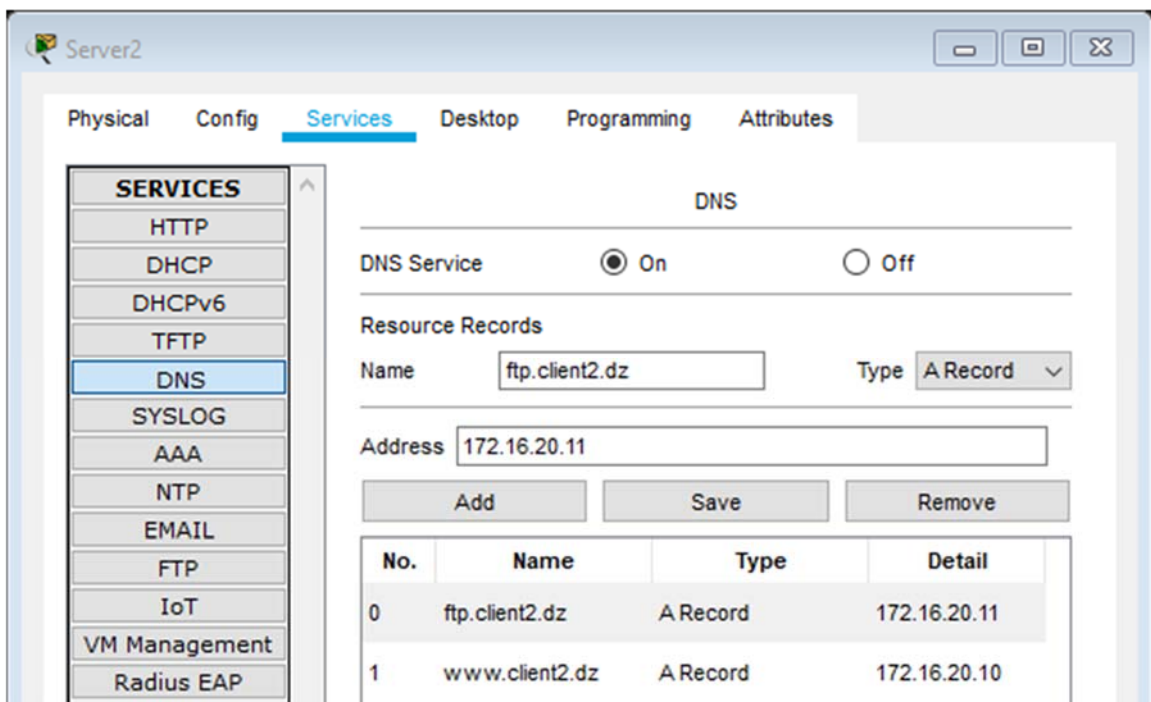 Server2
Physical Config Services Desktop Programming Attributes
SERVICES
HTTP
DHCP
DHCPv6
TFTP
DNS
SYSLOG
AAA
NTP
EMAIL
FTP
IoT
VM Management
Radius EAP
DNS
DNS Service On Off
Resource Records
Name ftp.client2.dz Type A Record
Address 172.16.20.11
Add Save Remove
No. Name Type Detail
0 ftp.client2.dz A Record 172.16.20.11
1 www.client2.dz A Record 172.16.20.10